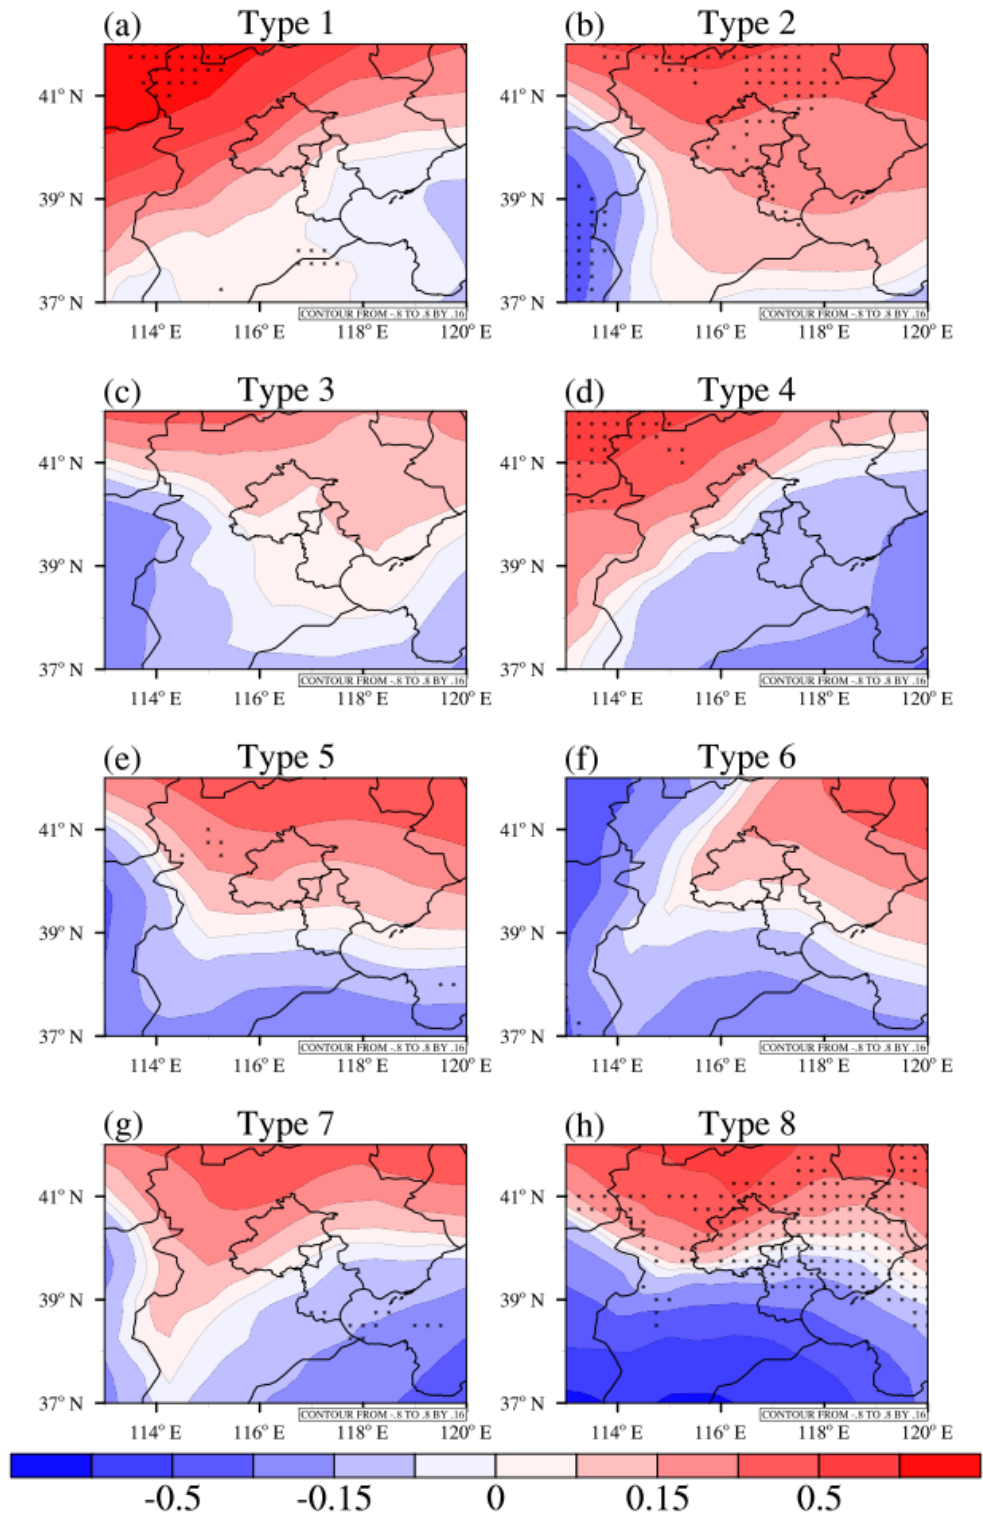 (a) Type 1 (b) Type 2
41° N 41° N
39° N 39° N
37° N 37° N
CONTOUR FROM -.8 TO .8 BY .16 CONTOUR FROM -.8 TO .8 BY .16
114° E 116° E 118° E 120° E 114° E 116° E 118° E 120° E
(c) Type 3 (d) Type 4
41° N 41° N
39° N 39° N
37° N 37° N
CONTOUR FROM -.8 TO .8 BY .16 CONTOUR FROM -.8 TO .8 BY .16
114° E 116° E 118° E 120° E 114° E 116° E 118° E 120° E
(e) Type 5 (f) Type 6
41° N 41° N
39° N 39° N
37° N 37° N
CONTOUR FROM -.8 TO .8 BY .16 CONTOUR FROM -.8 TO .8 BY .16
114° E 116° E 118° E 120° E 114° E 116° E 118° E 120° E
(g) Type 7 (h) Type 8
41° N 41° N
39° N 39° N
37° N 37° N
CONTOUR FROM -.8 TO .8 BY .16 CONTOUR FROM -.8 TO .8 BY .16
114° E 116° E 118° E 120° E 114° E 116° E 118° E 120° E
-0.5 -0.15 0 0.15 0.5